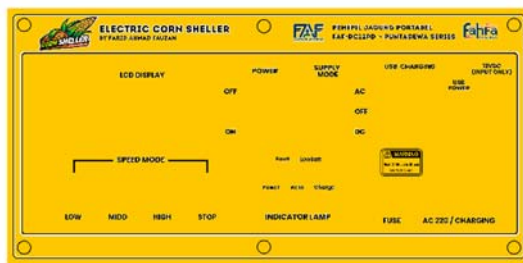 ELECTRIC CORN SHELLER
BY FARID AHMAD FAUZAN
SHELLER
FAF
PEMIPIL JAGUNG PORTABEL
FAF-DC12PD - PUNTADEWA SERIES
Fahfa
LCD DISPLAY
POWER
SUPPLY
MODE
USB CHARGING
12VDC
(INPUT ONLY)
USB
POWER
OFF
AC
OFF
ON
DC
SPEED MODE
Fault
LowBatt
WARNING
Power
Charge
LOW
MIDD
HIGH
STOP
INDICATOR LAMP
FUSE
AC 220 / CHARGING